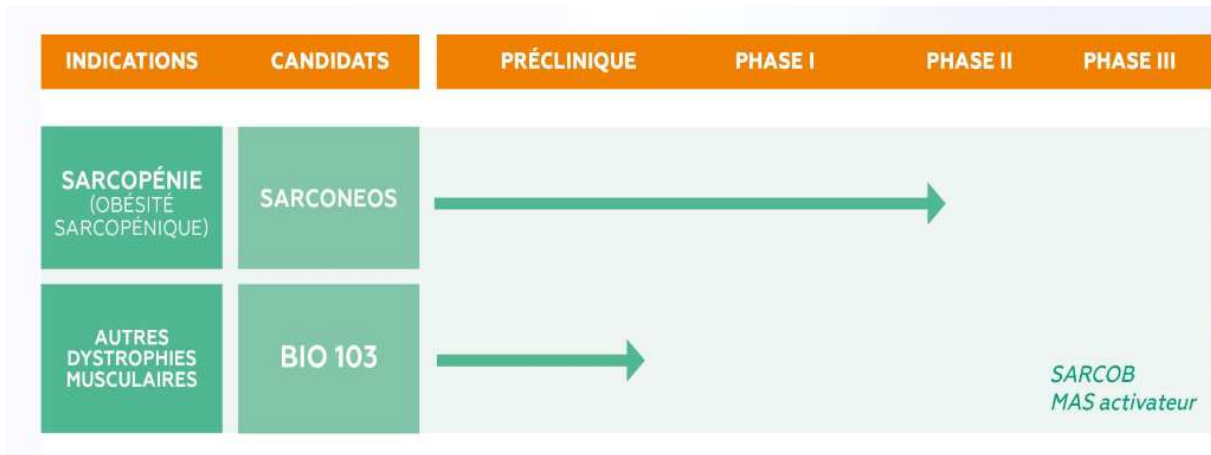 INDICATIONS
CANDIDATS
PRÉCLINIQUE
PHASE I
PHASE II
PHASE III
SARCOPÉNIE
(OBÉSITÉ
SARCOPÉNIQUE)
SARCONEOS
AUTRES
DYSTROPHIES
MUSCULAIRES
BIO 103
SARCOB
MAS activateur